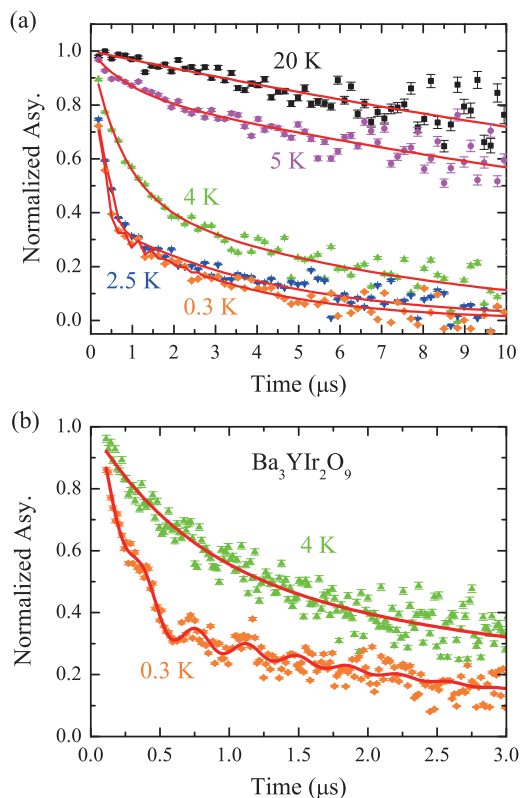 (a)
Normalized Asy.
1.0
0.8
0.6
0.4
0.2
0.0
20 K
5 K
4 K
2.5 K
0.3 K
0 1 2 3 4 5 6 7 8 9 10
Time (μs)
(b)
Normalized Asy.
1.0
0.8
0.6
0.4
0.2
0.0
Ba₃YIr₂O₉
4 K
0.3 K
0.0 0.5 1.0 1.5 2.0 2.5 3.0
Time (μs)